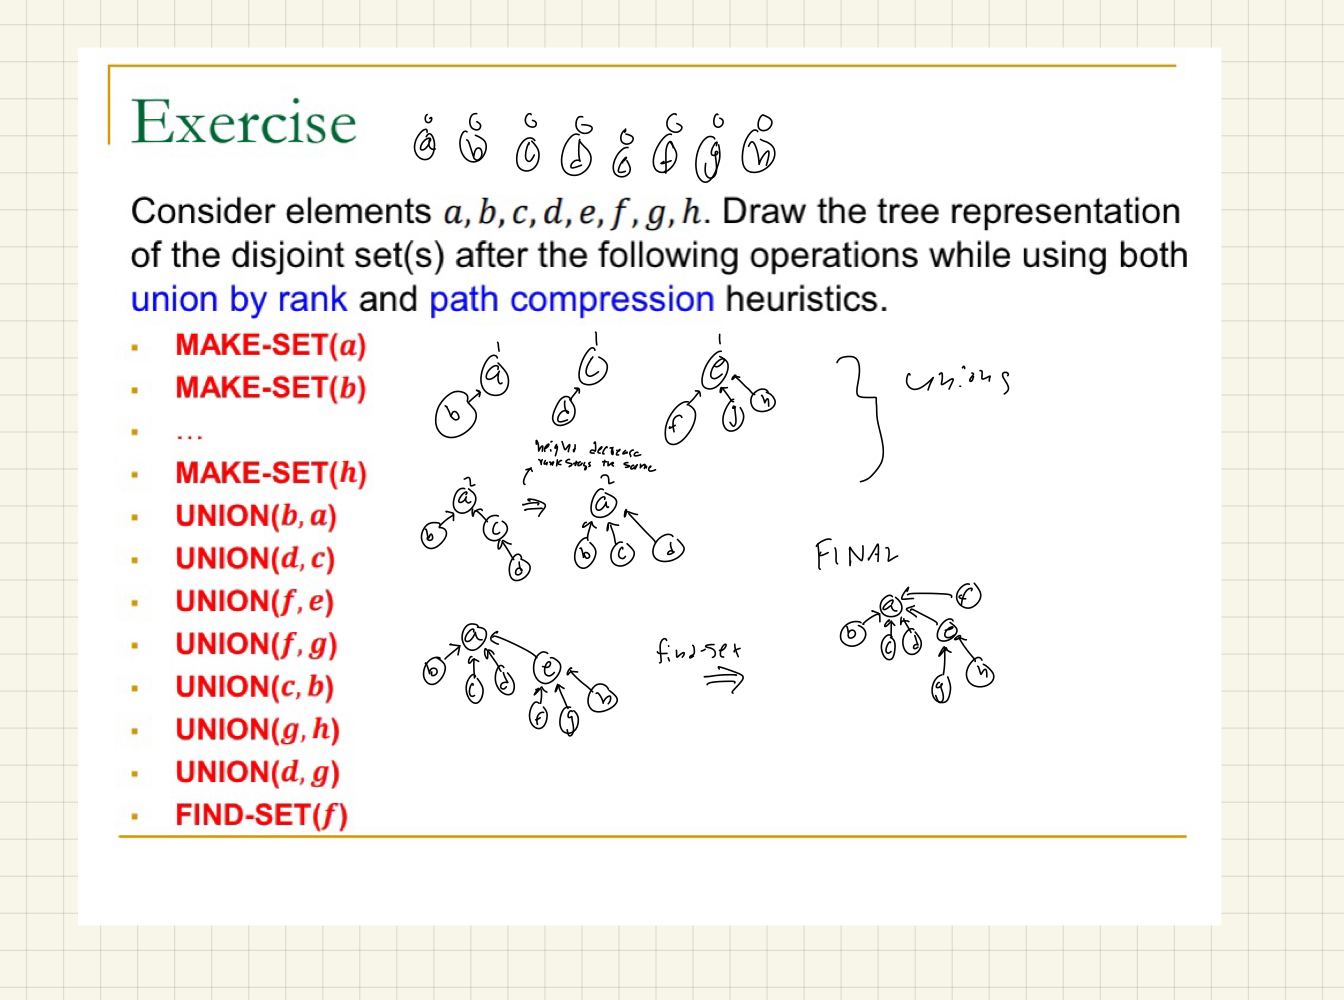 Exercise
0 0 0 0 0 0 0 0
a b c d e f g h
Consider elements a, b, c, d, e, f, g, h. Draw the tree representation
of the disjoint set(s) after the following operations while using both
union by rank and path compression heuristics.
▪ MAKE-SET(a)
▪ MAKE-SET(b)
▪ ...
▪ MAKE-SET(h)
▪ UNION(b, a)
▪ UNION(d, c)
▪ UNION(f, e)
▪ UNION(f, g)
▪ UNION(c, b)
▪ UNION(g, h)
▪ UNION(d, g)
▪ FIND-SET(f)
1 1 1
a c e
b d f g h
unions
height decrease
rank stays the same
2 2
a a
b c b c d
d
FINAL
a f
b c d e
g h
a
b c d e
f g h
find-set